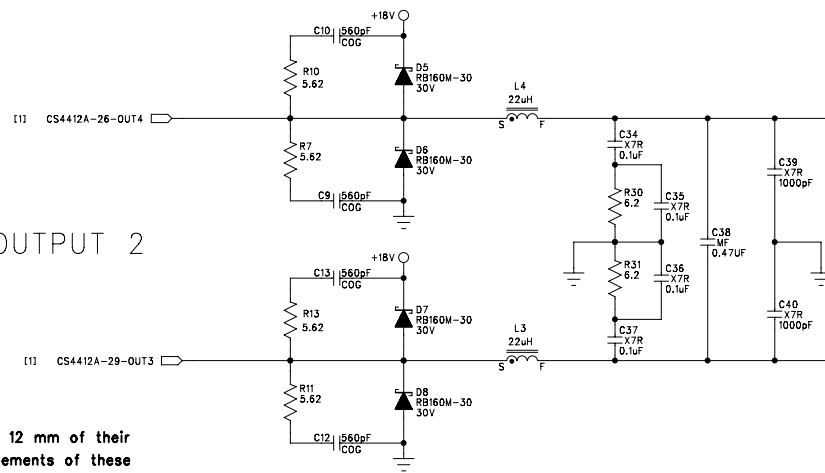 +18V
C10
560pF
COG
D5
RB160M-30
30V
R10
5.62
L4
22uH
[1] CS4412A-26-OUT4
S F
R7
5.62
D6
RB160M-30
30V
C9
560pF
COG
C34
X7R
0.1uF
R30
6.2
C35
X7R
0.1uF
C39
X7R
1000pF
C38
MF
0.47UF
R31
6.2
C36
X7R
0.1uF
C37
X7R
0.1uF
C40
X7R
1000pF
OUTPUT 2
+18V
C13
560pF
COG
D7
RB160M-30
30V
R13
5.62
L3
22uH
[1] CS4412A-29-OUT3
S F
R11
5.62
D8
RB160M-30
30V
C12
560pF
COG
12 mm of their
ements of these